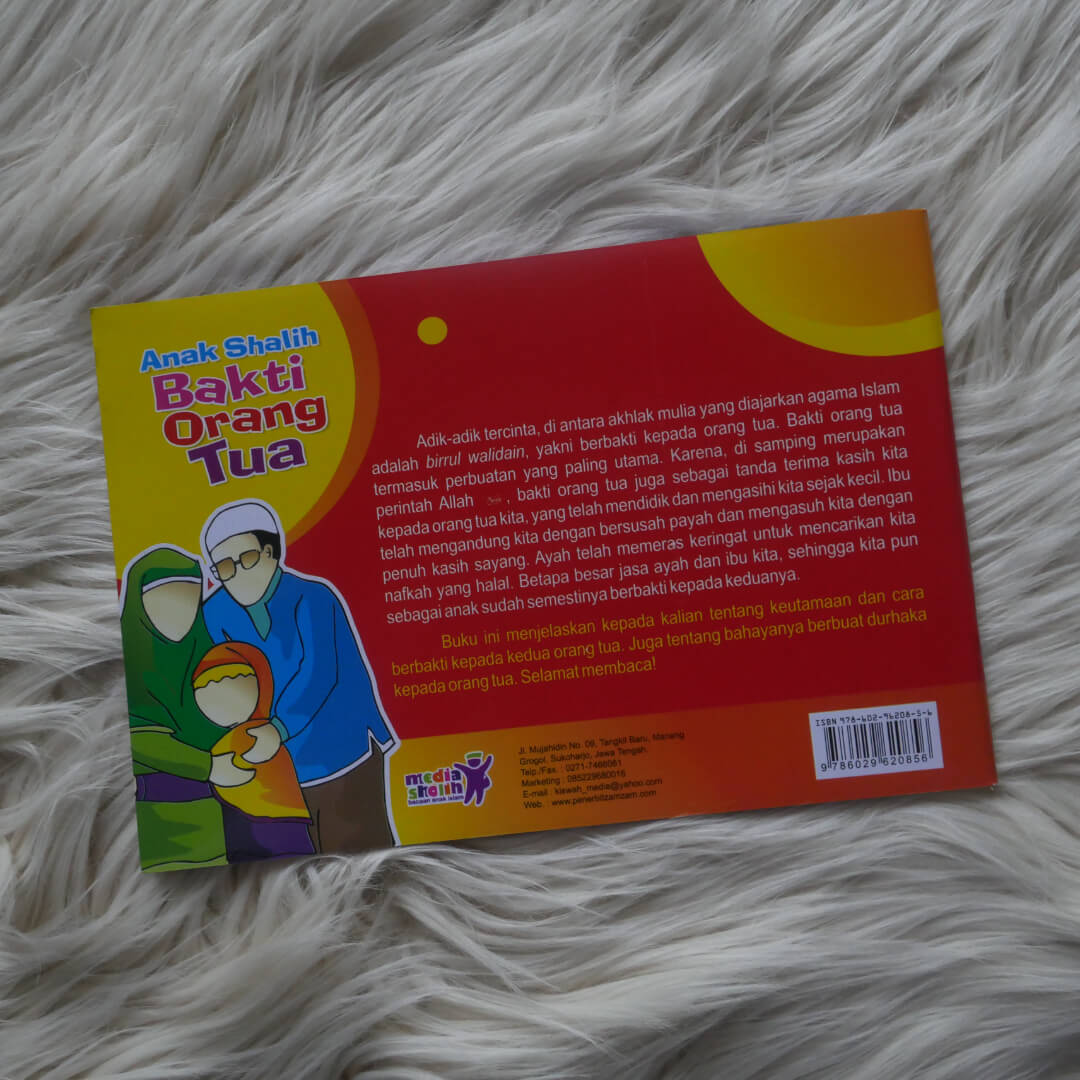 Anak Shalih
Bakti
Orang
Tua
Adik-adik tercinta, di antara akhlak mulia yang diajarkan agama Islam
adalah birrul walidain, yakni berbakti kepada orang tua. Bakti orang tua
termasuk perbuatan yang paling utama. Karena, di samping merupakan
perintah Allah , bakti orang tua juga sebagai tanda terima kasih kita
kepada orang tua kita, yang telah mendidik dan mengasihi kita sejak kecil. Ibu
telah mengandung kita dengan bersusah payah dan mengasuh kita dengan
penuh kasih sayang. Ayah telah memeras keringat untuk mencarikan kita
nafkah yang halal. Betapa besar jasa ayah dan ibu kita, sehingga kita pun
sebagai anak sudah semestinya berbakti kepada keduanya.
Buku ini menjelaskan kepada kalian tentang keutamaan dan cara
berbakti kepada kedua orang tua. Juga tentang bahayanya berbuat durhaka
kepada orang tua. Selamat membaca!
media
shalih
bacaan anak islam
Jl. Mujahidin No. 09, Tangkil Baru, Manang
Grogol, Sukoharjo, Jawa Tengah.
Telp./Fax. : 0271-7466061
Marketing : 085229680016
E-mail : kiswah_media@yahoo.com
Web. : www.penerbitzamzam.com
ISBN 978-602-96208-5-6
9 786029 620856